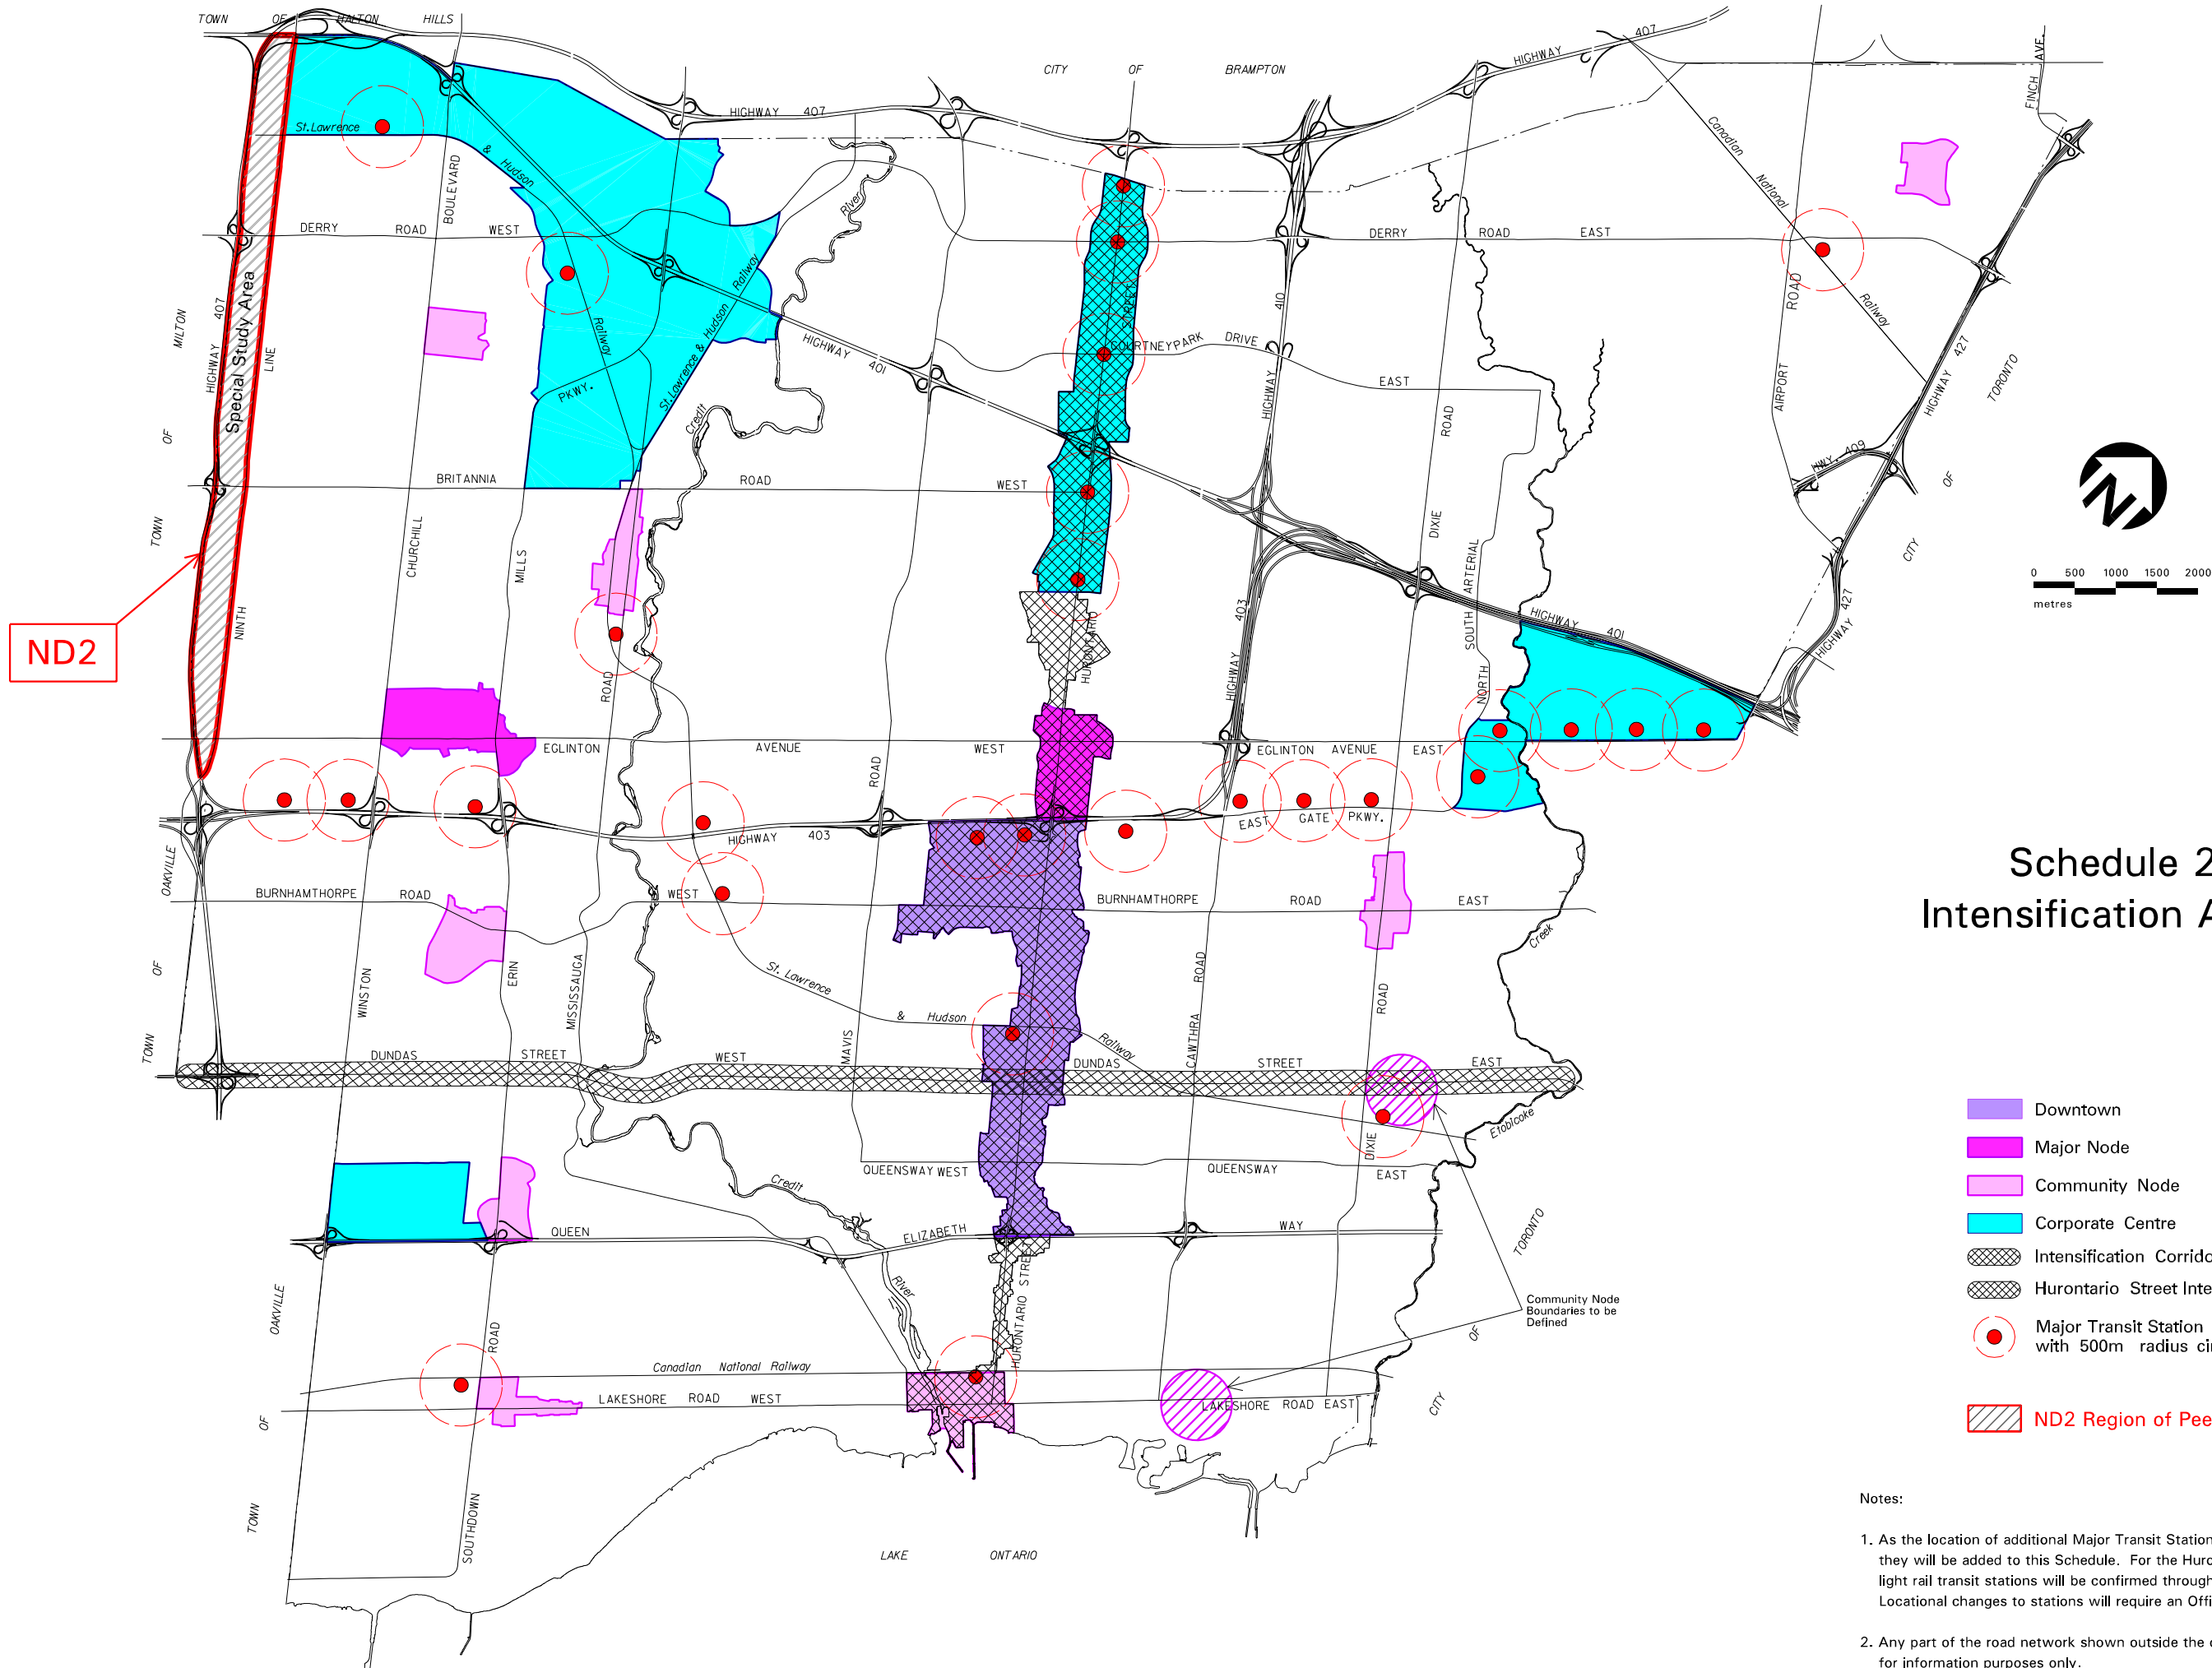 TOWN OF HALTON HILLS
CITY OF BRAMPTON
HIGHWAY 407
HIGHWAY 407
FINCH AVE.
St.Lawrence
& Hudson
Railway
BOULEVARD
River
Canadian
National
Railway
DERRY ROAD WEST
DERRY ROAD EAST
MILTON
OF
TOWN
HIGHWAY 407
Special Study Area
LINE
NINTH
St.Lawrence & Hudson Railway
PKWY.
Credit
HIGHWAY 401
STREET
COURTNEYPARK DRIVE
EAST
410
HIGHWAY
ROAD
DIXIE
AIRPORT
ROAD
HIGHWAY 427
TORONTO
OF
CITY
HWY. 409
BRITANNIA ROAD WEST
CHURCHILL
MILLS
SOUTH ARTERIAL
NORTH
N
0 500 1000 1500 2000
metres
HIGHWAY 401
HIGHWAY 427
ND2
403
HIGHWAY
HURONTARIO
ROAD
ROAD
EGLINTON AVENUE WEST
EGLINTON AVENUE EAST
EAST GATE PKWY.
HIGHWAY 403
OAKVILLE
OF
TOWN
BURNHAMTHORPE ROAD WEST
BURNHAMTHORPE ROAD EAST
Schedule 2
Intensification A
WINSTON
ERIN
MISSISSAUGA
St. Lawrence
& Hudson
Railway
MAVIS
CAWTHRA ROAD
ROAD
DIXIE
Creek
Etobicoke
DUNDAS STREET WEST
DUNDAS STREET EAST
QUEENSWAY WEST
QUEENSWAY EAST
Credit
River
QUEEN ELIZABETH WAY
HURONTARIO STREET
TORONTO
OF
CITY
Community Node
Boundaries to be
Defined
OAKVILLE
OF
TOWN
ROAD
SOUTHDOWN
Canadian National Railway
LAKESHORE ROAD WEST
LAKESHORE ROAD EAST
LAKE ONTARIO
Downtown
Major Node
Community Node
Corporate Centre
Intensification Corrido
Hurontario Street Inte
Major Transit Station
with 500m radius ci
ND2 Region of Pee
Notes:
1. As the location of additional Major Transit Station
they will be added to this Schedule. For the Huro
light rail transit stations will be confirmed through
Locational changes to stations will require an Offi
2. Any part of the road network shown outside the
for information purposes only.